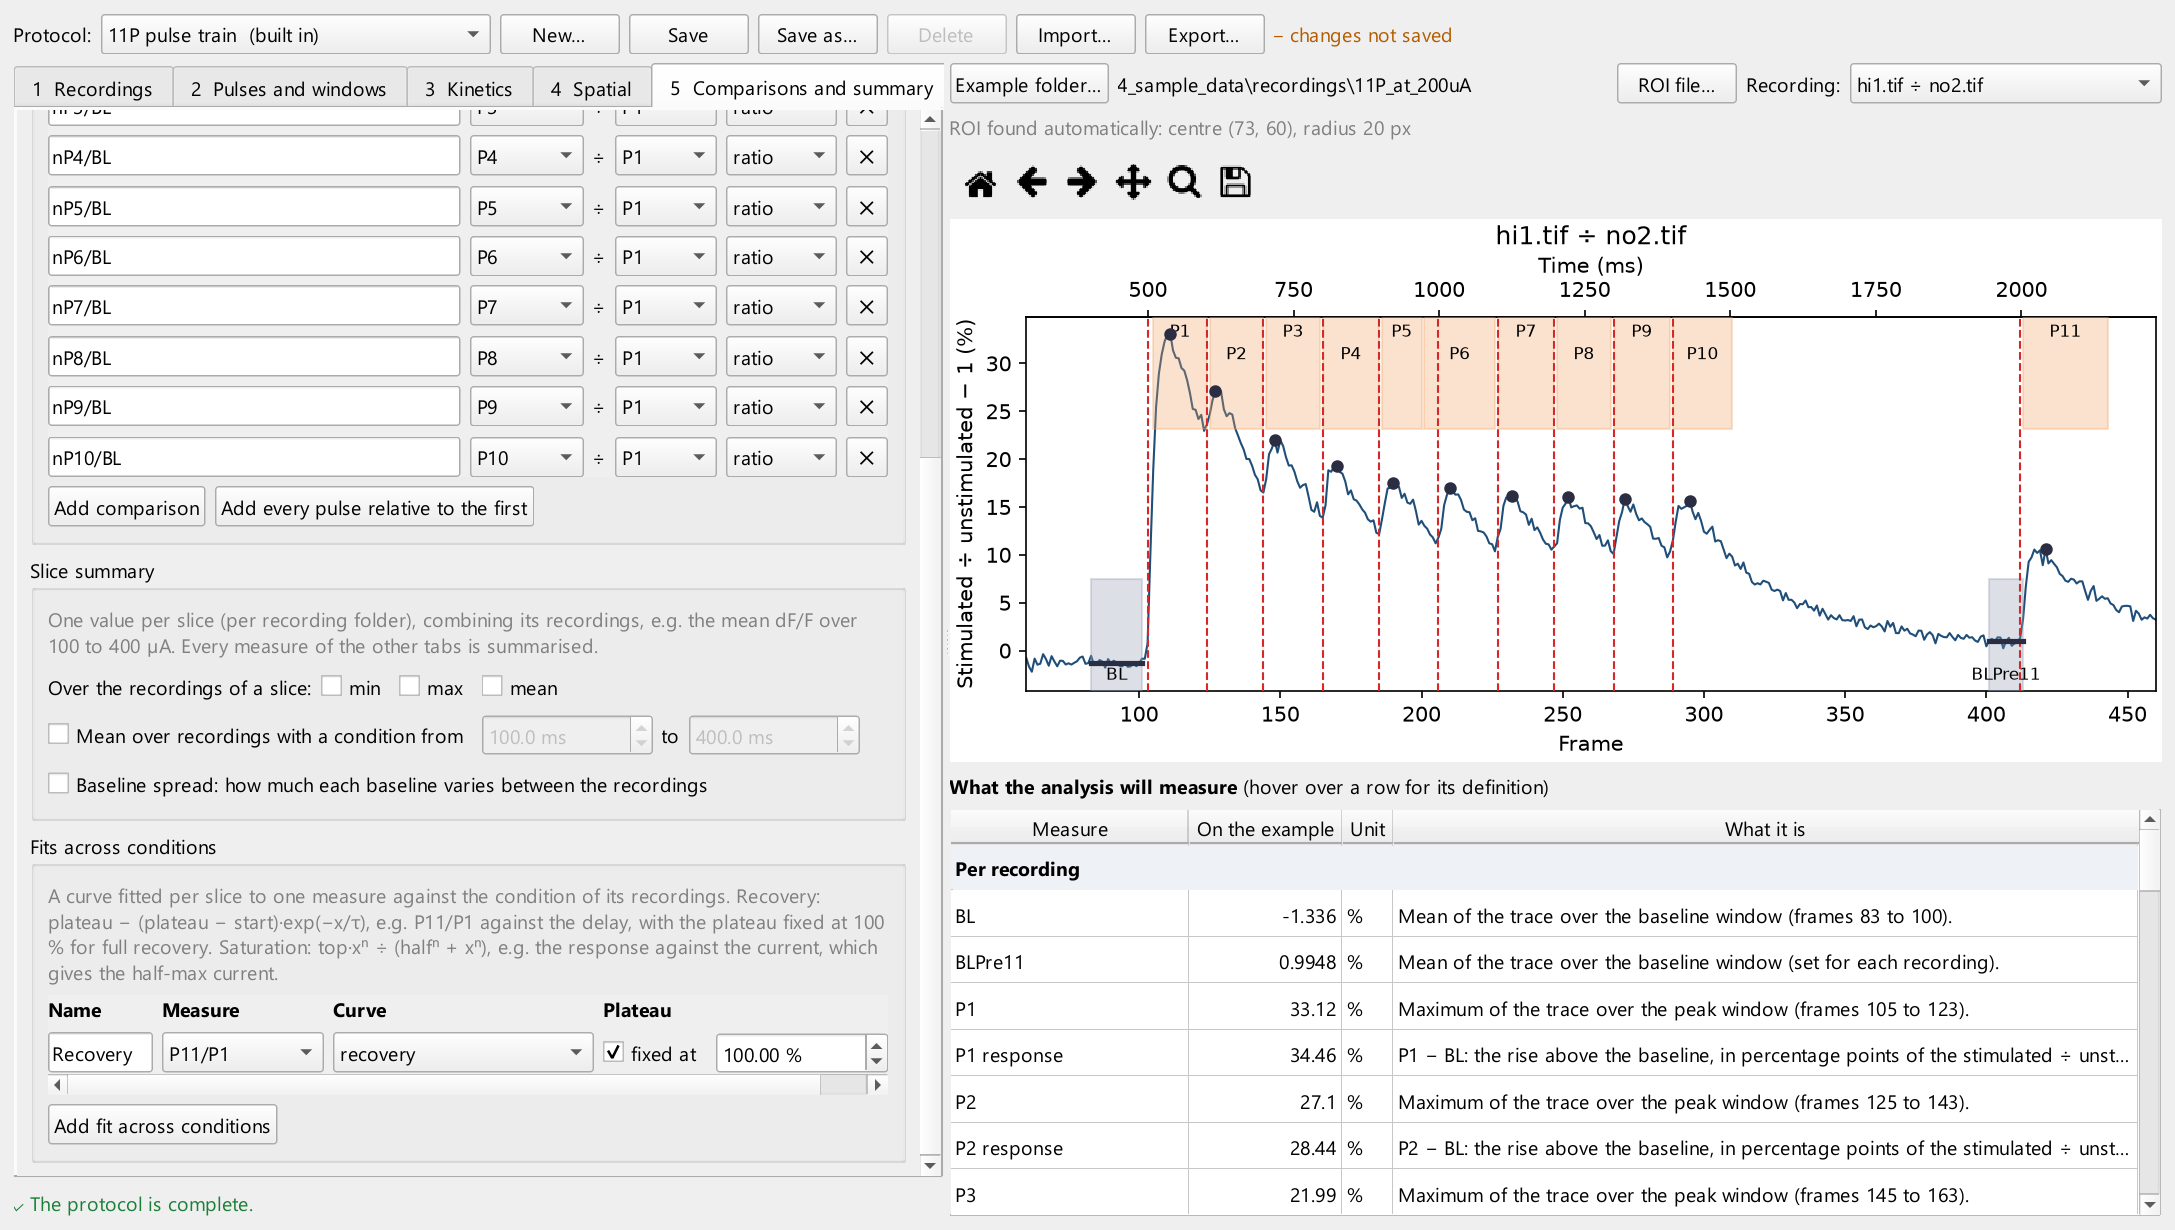 Protocol: 11P pulse train (built in) New... Save Save as... Delete Import... Export... – changes not saved
1 Recordings 2 Pulses and windows 3 Kinetics 4 Spatial 5 Comparisons and summary
nP4/BL P4 ÷ P1 ratio ×
nP5/BL P5 ÷ P1 ratio ×
nP6/BL P6 ÷ P1 ratio ×
nP7/BL P7 ÷ P1 ratio ×
nP8/BL P8 ÷ P1 ratio ×
nP9/BL P9 ÷ P1 ratio ×
nP10/BL P10 ÷ P1 ratio ×
Add comparison Add every pulse relative to the first
Slice summary
One value per slice (per recording folder), combining its recordings, e.g. the mean dF/F over
100 to 400 µA. Every measure of the other tabs is summarised.
Over the recordings of a slice: min max mean
Mean over recordings with a condition from 100.0 ms to 400.0 ms
Baseline spread: how much each baseline varies between the recordings
Fits across conditions
A curve fitted per slice to one measure against the condition of its recordings. Recovery:
plateau − (plateau − start)·exp(−x/τ), e.g. P11/P1 against the delay, with the plateau fixed at 100
% for full recovery. Saturation: top·xⁿ ÷ (halfⁿ + xⁿ), e.g. the response against the current, which
gives the half-max current.
Name Measure Curve Plateau
Recovery P11/P1 recovery fixed at 100.00 %
Add fit across conditions
✓ The protocol is complete.
Example folder... 4_sample_data\recordings\11P_at_200uA ROI file... Recording: hi1.tif ÷ no2.tif
ROI found automatically: centre (73, 60), radius 20 px
hi1.tif ÷ no2.tif
Time (ms)
500 750 1000 1250 1500 1750 2000
Stimulated ÷ unstimulated − 1 (%)
30
25
20
15
10
5
0
P1 P3 P5 P7 P9 P11
P2 P4 P6 P8 P10
BL BLPre11
100 150 200 250 300 350 400 450
Frame
What the analysis will measure (hover over a row for its definition)
Measure On the example Unit What it is
Per recording
BL -1.336 % Mean of the trace over the baseline window (frames 83 to 100).
BLPre11 0.9948 % Mean of the trace over the baseline window (set for each recording).
P1 33.12 % Maximum of the trace over the peak window (frames 105 to 123).
P1 response 34.46 % P1 − BL: the rise above the baseline, in percentage points of the stimulated ÷ unst...
P2 27.1 % Maximum of the trace over the peak window (frames 125 to 143).
P2 response 28.44 % P2 − BL: the rise above the baseline, in percentage points of the stimulated ÷ unst...
P3 21.99 % Maximum of the trace over the peak window (frames 145 to 163).